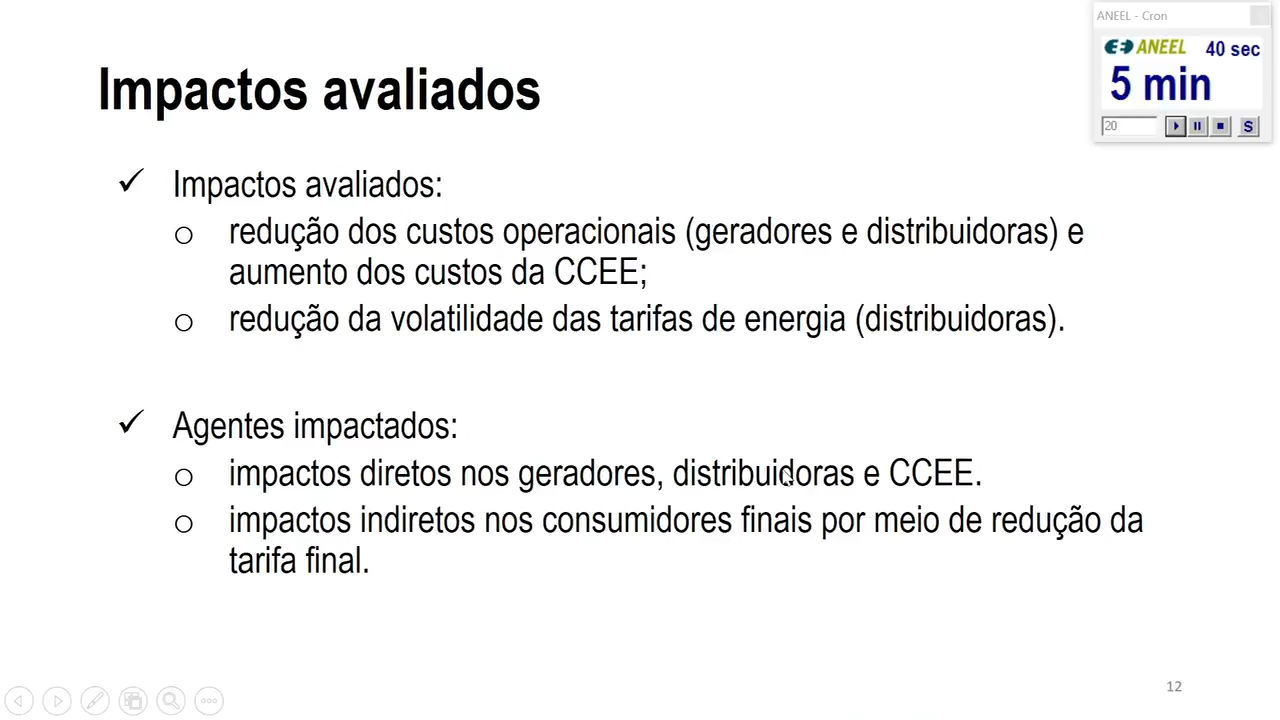 ANEEL - Cron
ANEEL 40 sec
5 min
20
S
Impactos avaliados
✓ Impactos avaliados:
o redução dos custos operacionais (geradores e distribuidoras) e
aumento dos custos da CCEE;
o redução da volatilidade das tarifas de energia (distribuidoras).
✓ Agentes impactados:
o impactos diretos nos geradores, distribuidoras e CCEE.
o impactos indiretos nos consumidores finais por meio de redução da
tarifa final.
12